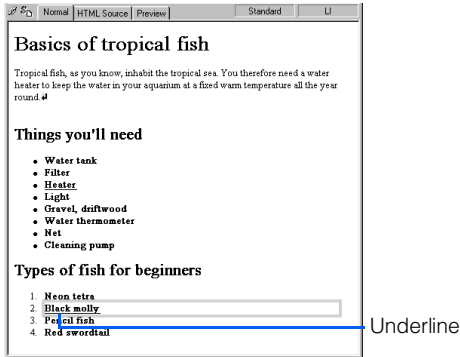 Normal HTML Source Preview Standard LI
Basics of tropical fish
Tropical fish, as you know, inhabit the tropical sea. You therefore need a water
heater to keep the water in your aquarium at a fixed warm temperature all the year
round.
Things you'll need
• Water tank
• Filter
• Heater
• Light
• Gravel, driftwood
• Water thermometer
• Net
• Cleaning pump
Types of fish for beginners
1. Neon tetra
2. Black molly
3. Pencil fish
4. Red swordtail
Underline